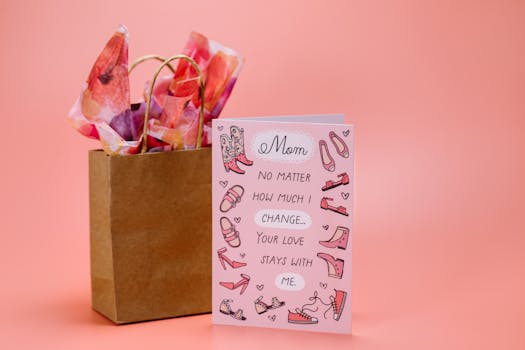 Mom
NO MATTER
HOW MUCH I
CHANGE...
YOUR LOVE
STAYS WITH
ME.